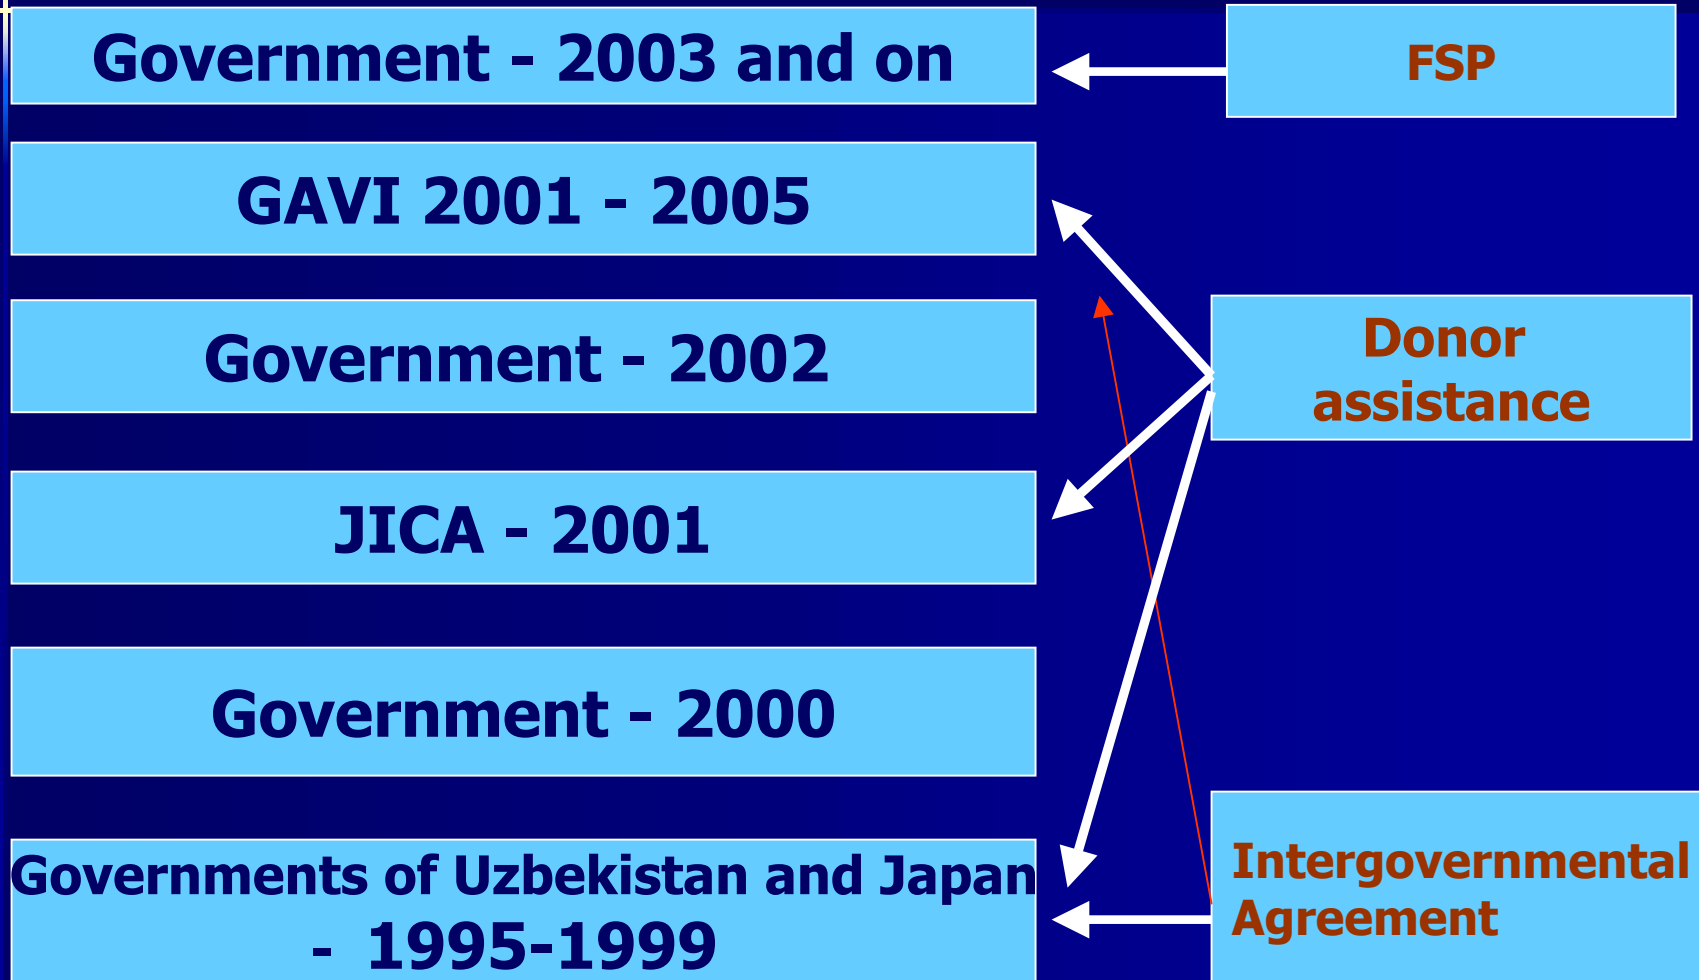 Government - 2003 and on
FSP
GAVI 2001 - 2005
Government - 2002
Donor
assistance
JICA - 2001
Government - 2000
Governments of Uzbekistan and Japan
- 1995-1999
Intergovernmental
Agreement